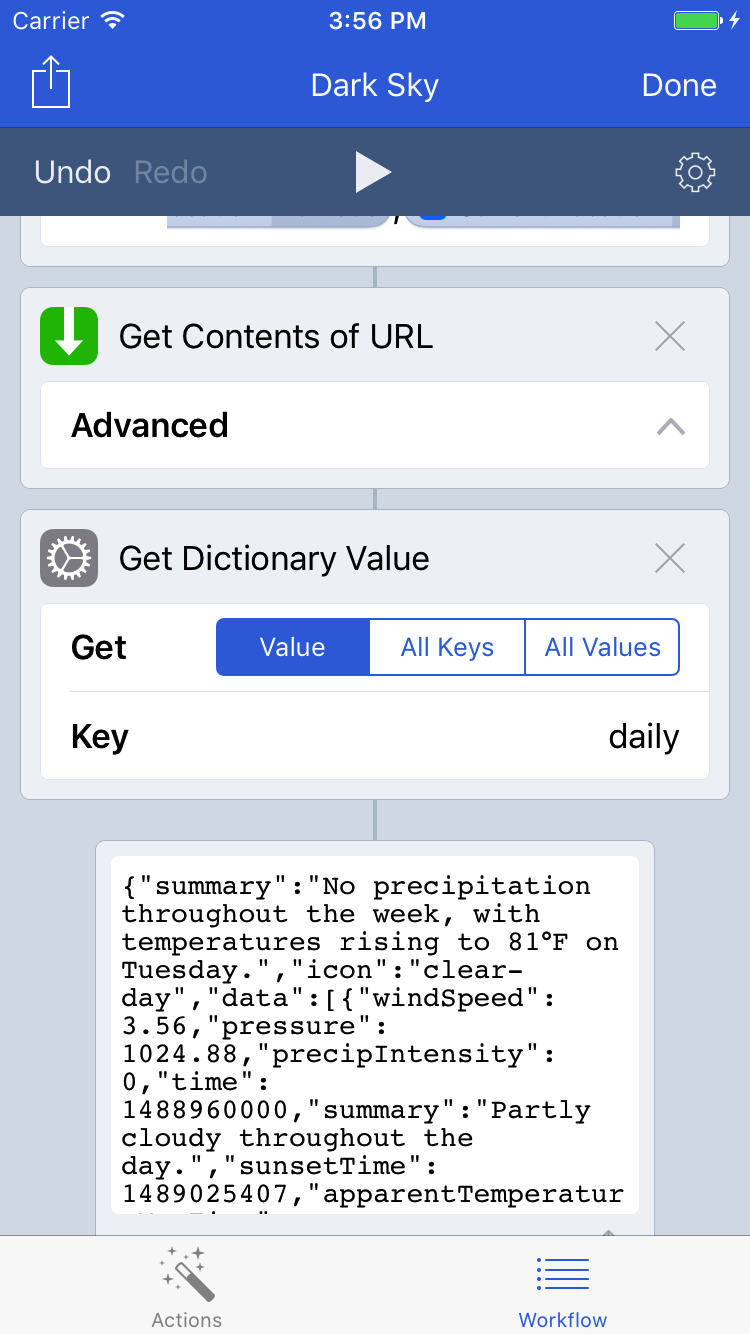 Carrier 3:56 PM
Dark Sky Done
Undo Redo
,
Get Contents of URL
Advanced
Get Dictionary Value
Get Value All Keys All Values
Key daily
{"summary":"No precipitation
throughout the week, with
temperatures rising to 81°F on
Tuesday.","icon":"clear-
day","data":[{"windSpeed":
3.56,"pressure":
1024.88,"precipIntensity":
0,"time":
1488960000,"summary":"Partly
cloudy throughout the
day.","sunsetTime":
1489025407,"apparentTemperatur
Actions Workflow